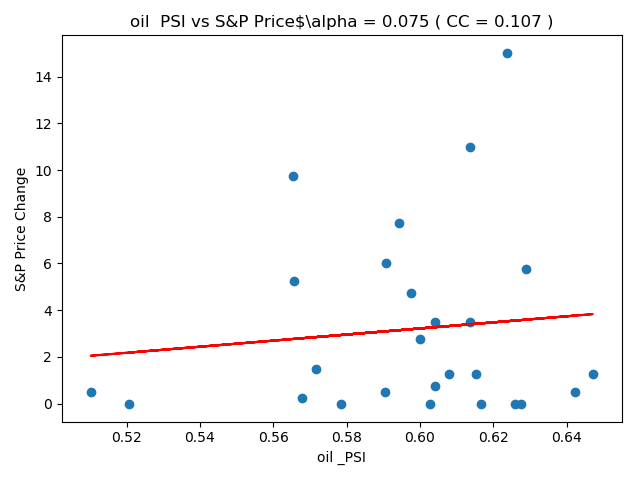 oil  PSI vs S&P Price$\alpha = 0.075 ( CC = 0.107 )
14
12
10
8
6
4
2
0
S&P Price Change
0.52 0.54 0.56 0.58 0.60 0.62 0.64
oil _PSI